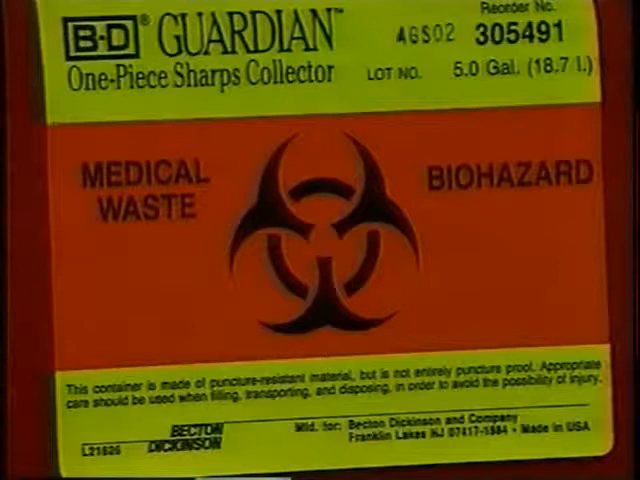 B-D® GUARDIAN™
One-Piece Sharps Collector
Reorder No.
4GS02 305491
LOT NO. 5.0 Gal. (18.7 l.)
MEDICAL
WASTE
BIOHAZARD
This container is made of puncture-resistant material, but is not entirely puncture proof. Appropriate
care should be used when filling, transporting, and disposing, in order to avoid the possibility of injury.
BECTON
DICKINSON
Mfd. for: Becton Dickinson and Company
Franklin Lakes NJ 07417-1884 • Made in USA